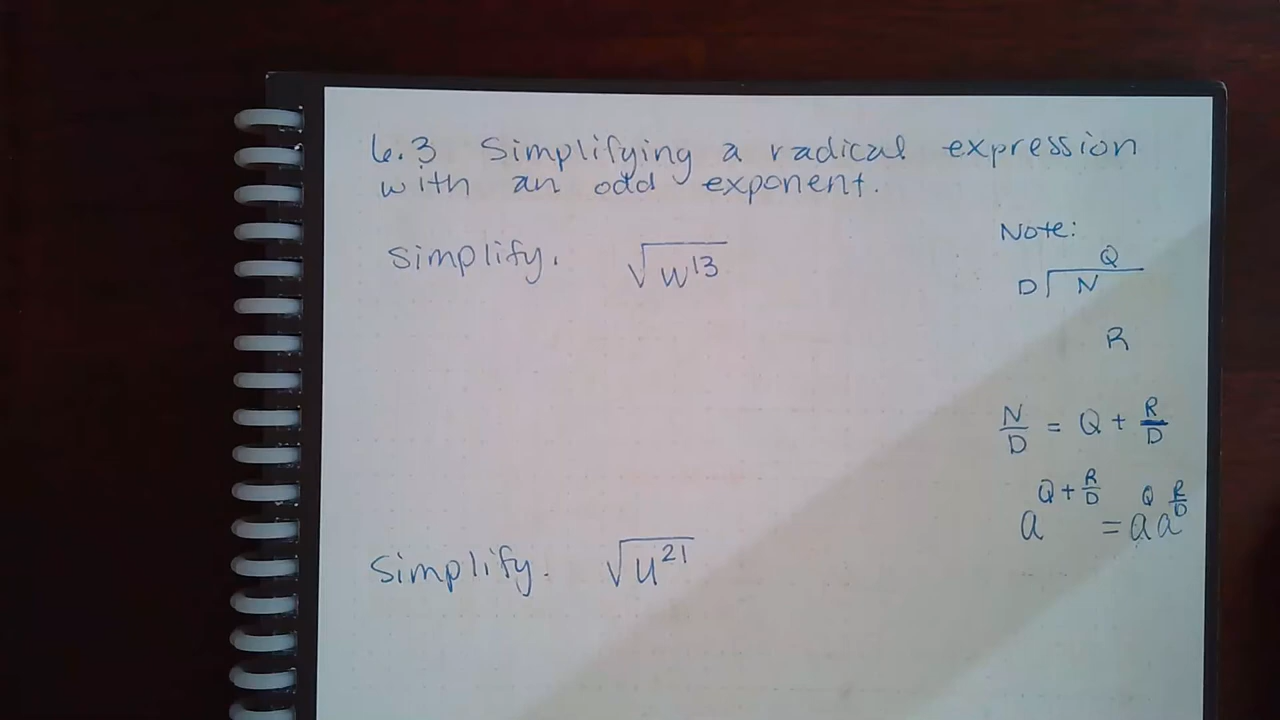 6.3 Simplifying a radical expression
with an odd exponent.
Simplify. √w¹³
Note:
Q
D√N
R
N/D = Q + R/D
a^(Q+R/D) = a^Q a^(R/D)
Simplify. √u²¹